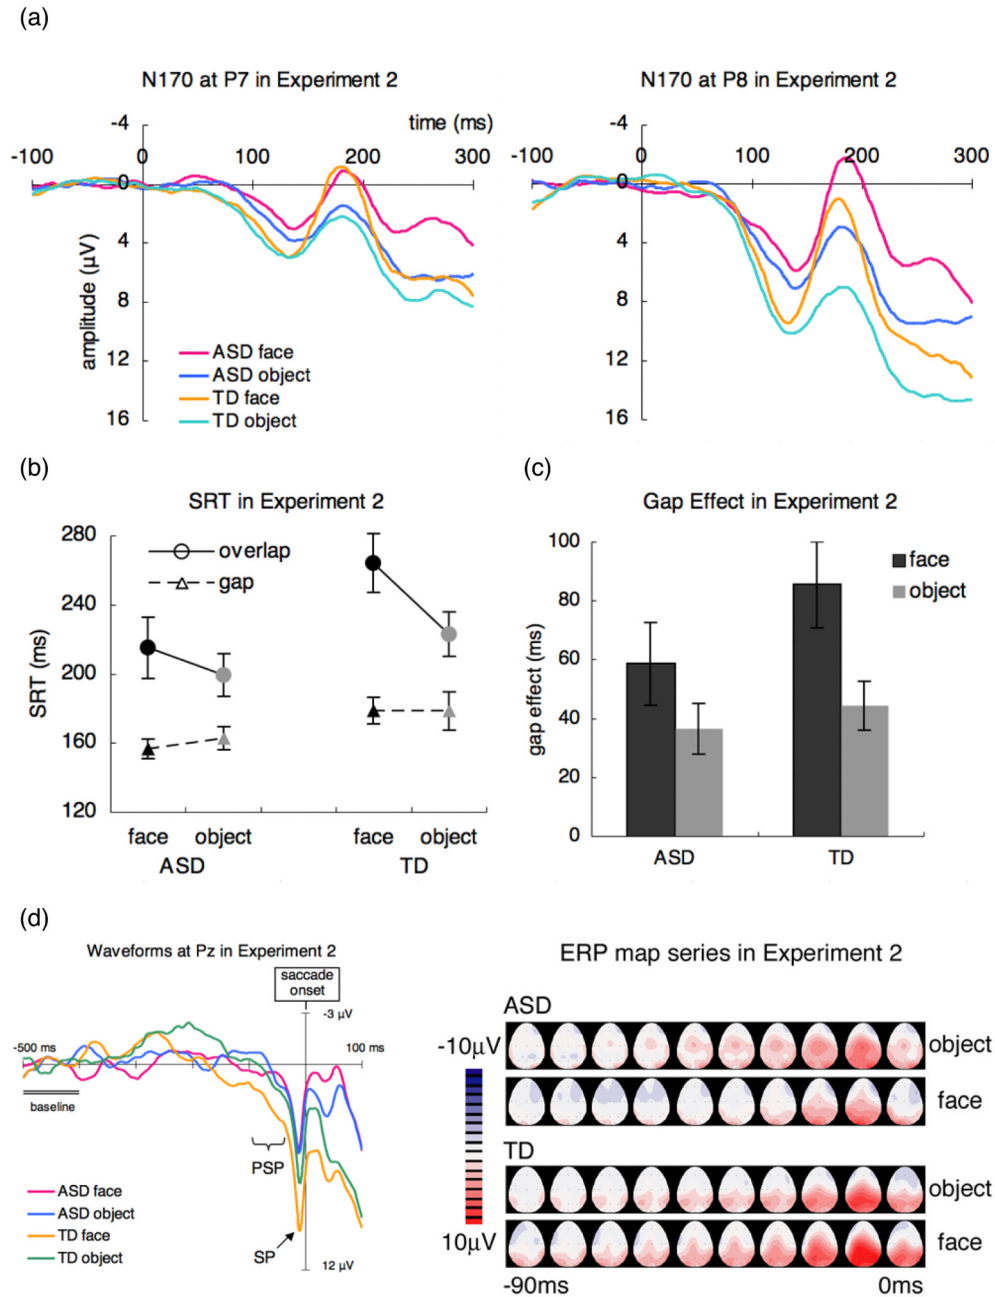 (a)
N170 at P7 in Experiment 2
N170 at P8 in Experiment 2
-4
time (ms)
-4
-100 0 100 200 300
-100 0 100 200 300
0
0
4
4
8
8
12
12
16
16
amplitude (µV)
ASD face
ASD object
TD face
TD object
(b)
SRT in Experiment 2
280
240
200
160
120
SRT (ms)
overlap
gap
face object face object
ASD TD
(c)
Gap Effect in Experiment 2
100
80
60
40
20
0
gap effect (ms)
face
object
ASD TD
(d)
Waveforms at Pz in Experiment 2
saccade
onset
-3 µV
-500 ms
100 ms
baseline
PSP
SP
12 µV
ASD face
ASD object
TD face
TD object
ERP map series in Experiment 2
ASD
-10µV
object
face
TD
object
10µV
face
-90ms 0ms